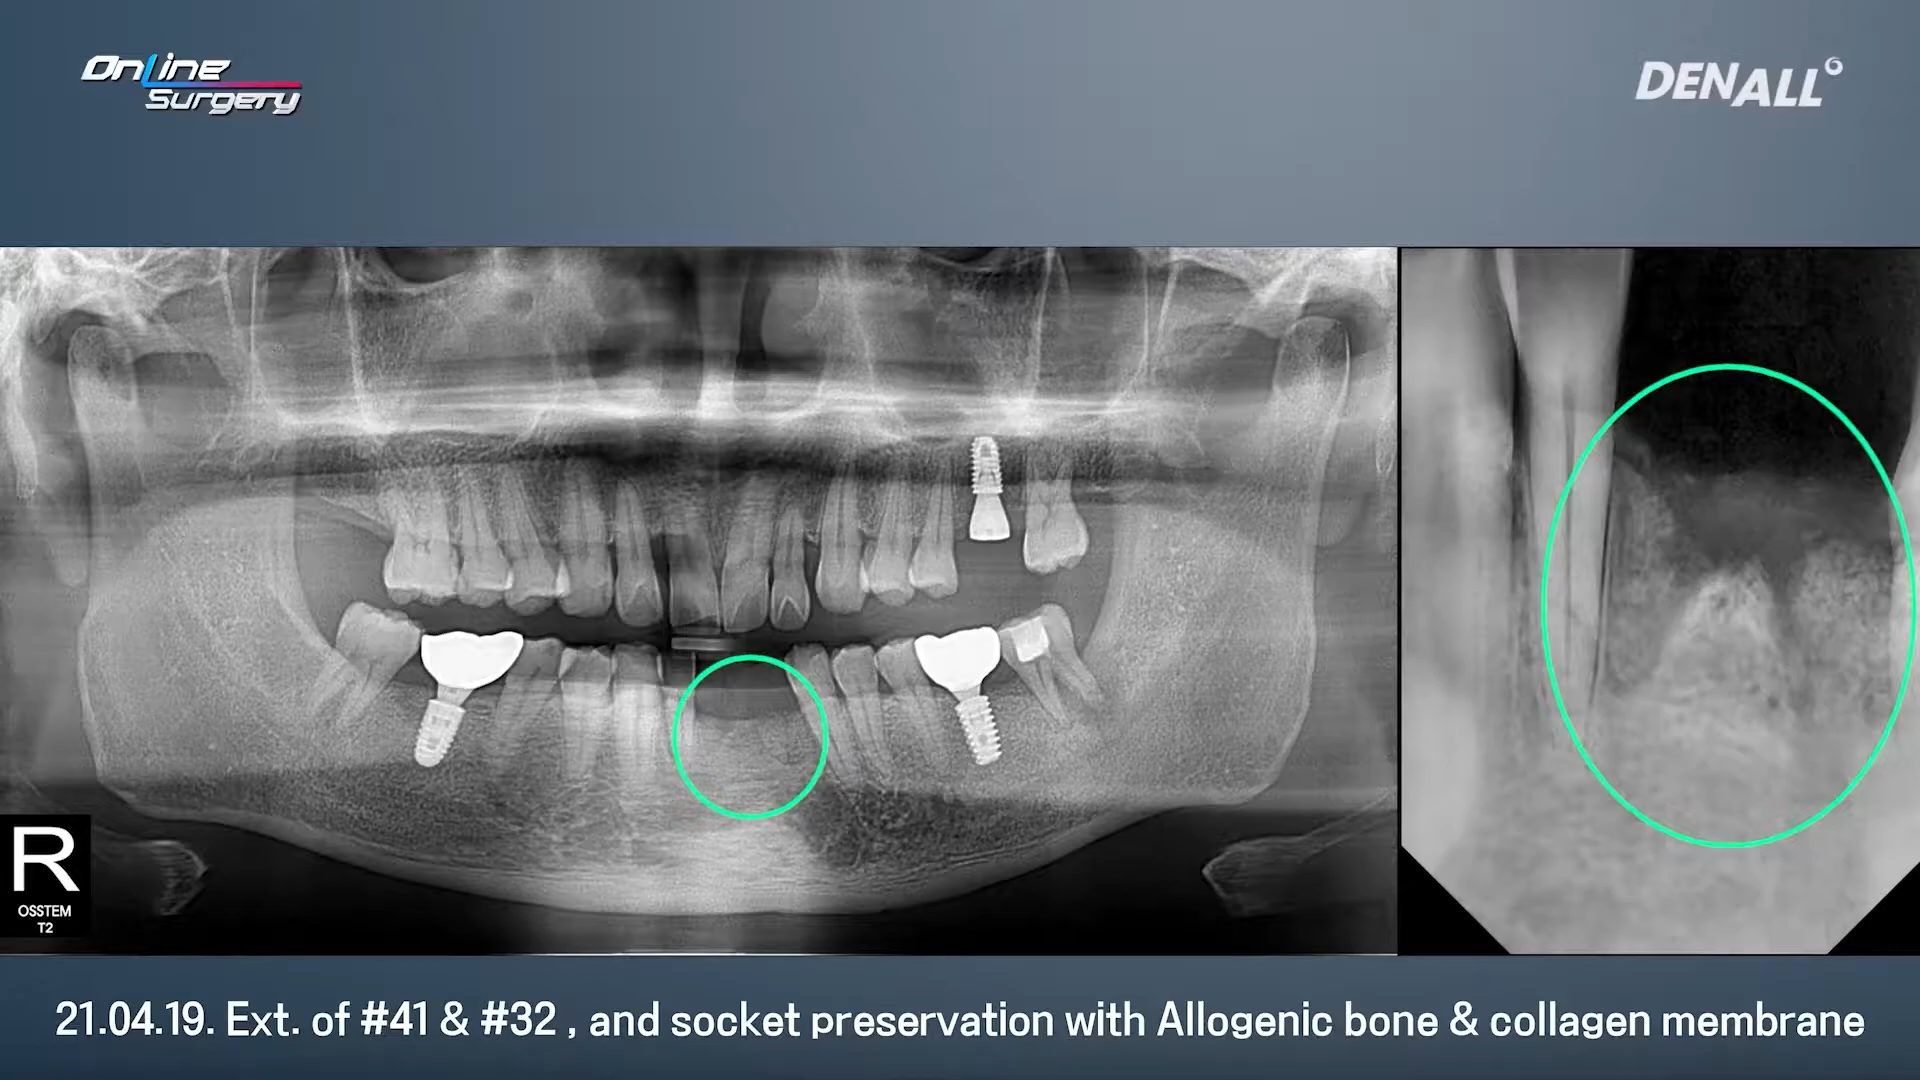 OnLine
Surgery
DENALL
R
OSSTEM
T2
21.04.19. Ext. of #41 & #32 , and socket preservation with Allogenic bone & collagen membrane